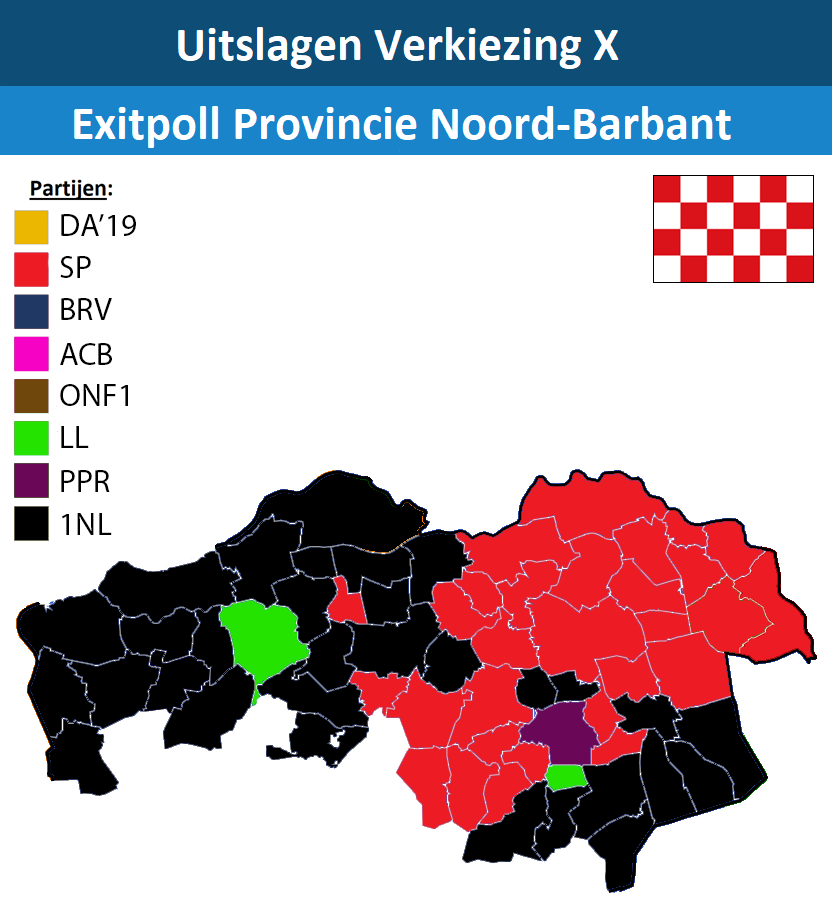 Uitslagen Verkiezing X
Exitpoll Provincie Noord-Barbant
Partijen:
DA'19
SP
BRV
ACB
ONF1
LL
PPR
1NL